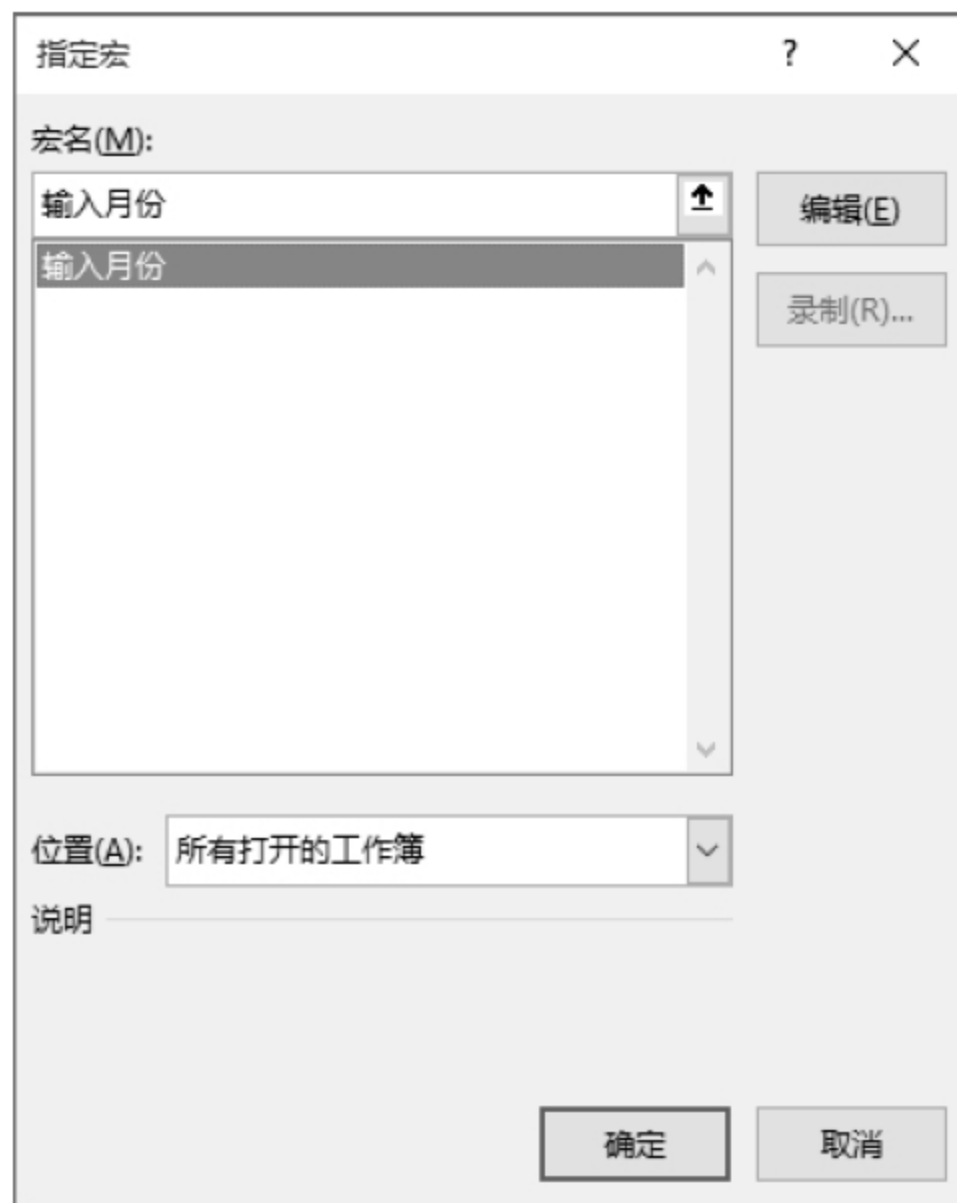 指定宏
宏名(M):
输入月份
编辑(E)
输入月份
录制(R)...
位置(A): 所有打开的工作簿
说明
确定 取消